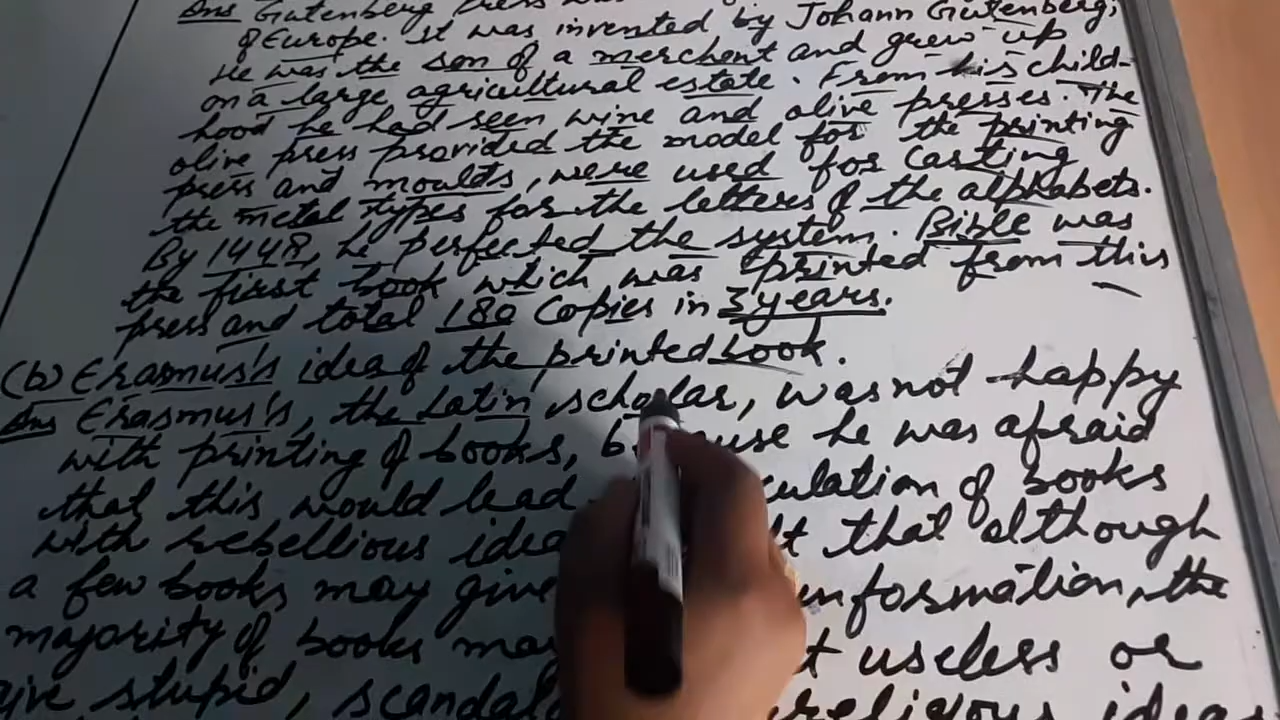 Ans Gutenberg Press was
of Europe. It was invented by Johann Gutenberg,
He was the son of a merchant and grew up
on a large agricultural estate. From his child-
hood he had seen wine and olive presses. The
olive press provided the model for the printing
press and moulds, were used for casting
the metal types for the letters of the alphabets.
By 1448, he perfected the system. Bible was
the first book which was printed from this
press and total 180 copies in 3 years.
(b) Erasmus's idea of the printed book.
Ans Erasmus's, the Latin scholar, was not happy
with printing of books, because he was afraid
that this would lead culation of books
with rebellious idea that although
a few books may give information, the
majority of books may useless or
give stupid, scandal religious ideas